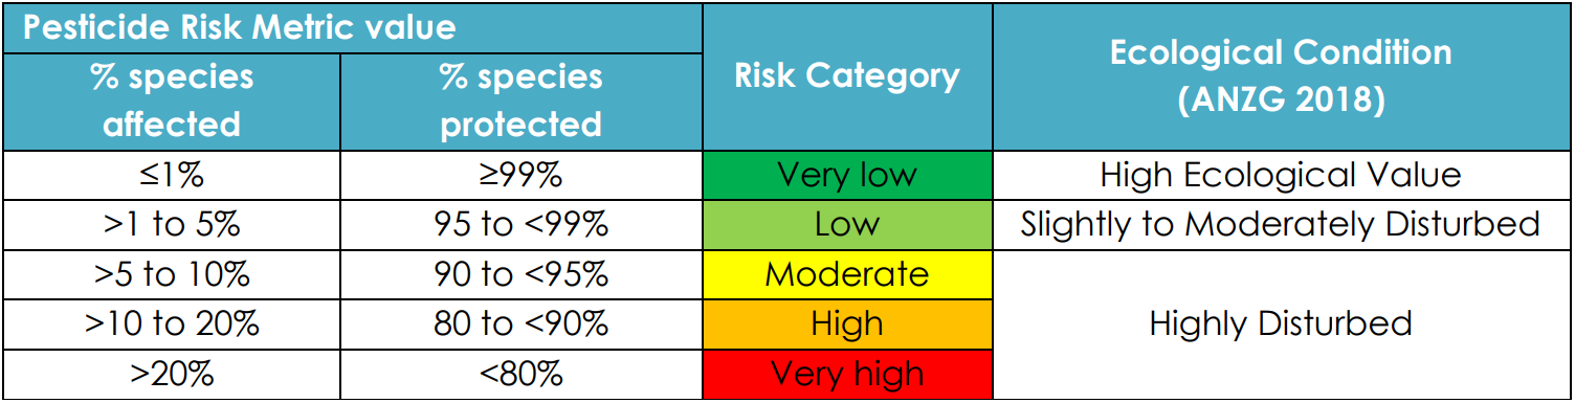 Pesticide Risk Metric value
% species
affected
% species
protected
Risk Category
Ecological Condition
(ANZG 2018)
≤1%
≥99%
Very low
High Ecological Value
>1 to 5%
95 to <99%
Low
Slightly to Moderately Disturbed
>5 to 10%
90 to <95%
Moderate
>10 to 20%
80 to <90%
High
Highly Disturbed
>20%
<80%
Very high